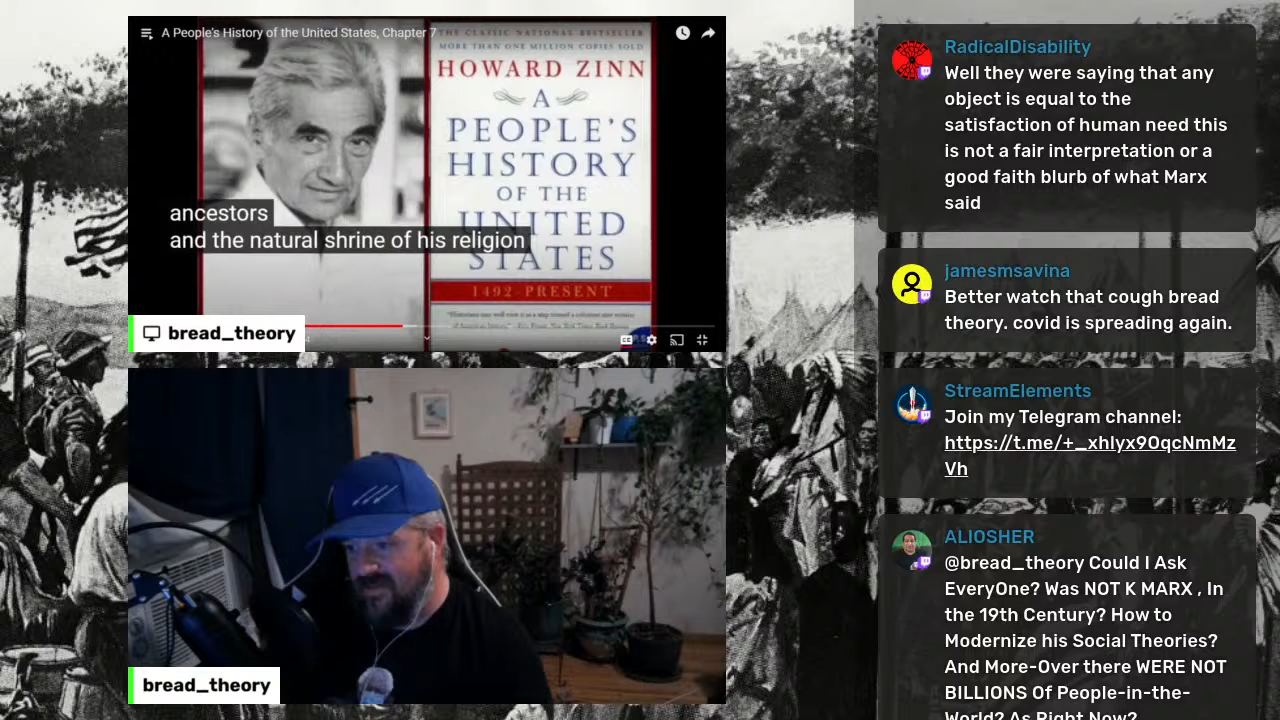 A People's History of the United States, Chapter 7
THE CLASSIC NATIONAL BESTSELLER
MORE THAN ONE MILLION COPIES SOLD
HOWARD ZINN
A
PEOPLE'S
HISTORY
OF THE
UNITED
STATES
1492-PRESENT
ancestors
and the natural shrine of his religion
bread_theory
CC
bread_theory
RadicalDisability
Well they were saying that any
object is equal to the
satisfaction of human need this
is not a fair interpretation or a
good faith blurb of what Marx
said
jamesmsavina
Better watch that cough bread
theory. covid is spreading again.
StreamElements
Join my Telegram channel:
https://t.me/+_xhlyx9OqcNmMz
Vh
ALIOSHER
@bread_theory Could I Ask
EveryOne? Was NOT K MARX , In
the 19th Century? How to
Modernize his Social Theories?
And More-Over there WERE NOT
BILLIONS Of People-in-the-
World? As Right Now?